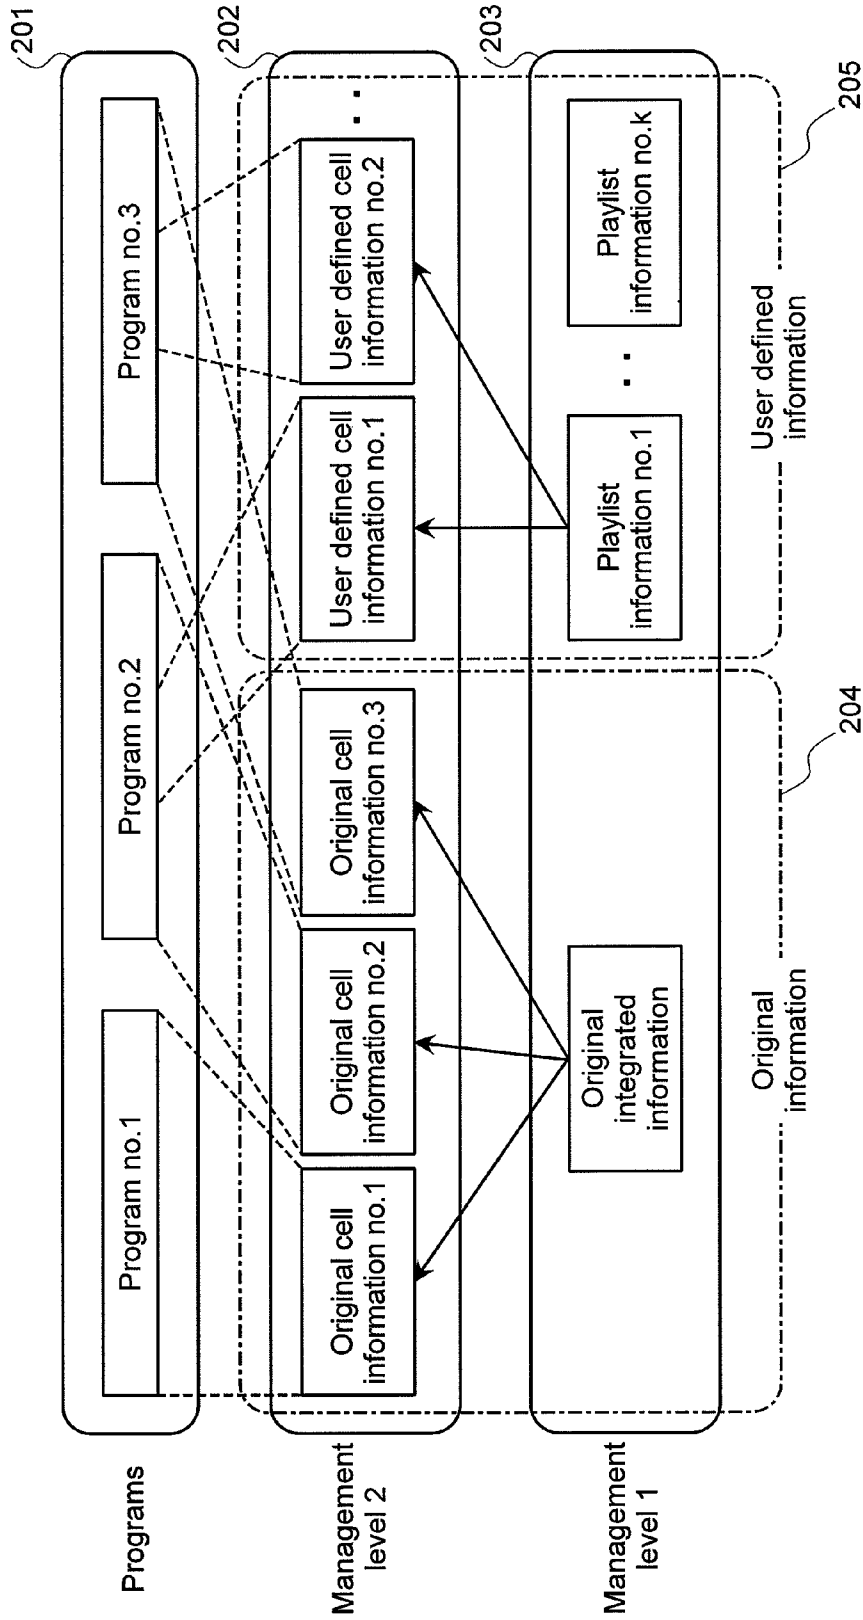 201
Programs
Program no.1
Program no.2
Program no.3
202
Management
level 2
Original cell
information no.1
Original cell
information no.2
Original cell
information no.3
User defined cell
information no.1
User defined cell
information no.2
203
Management
level 1
Original
integrated
information
Playlist
information no.1
Playlist
information no.k
Original
information
204
User defined
information
205